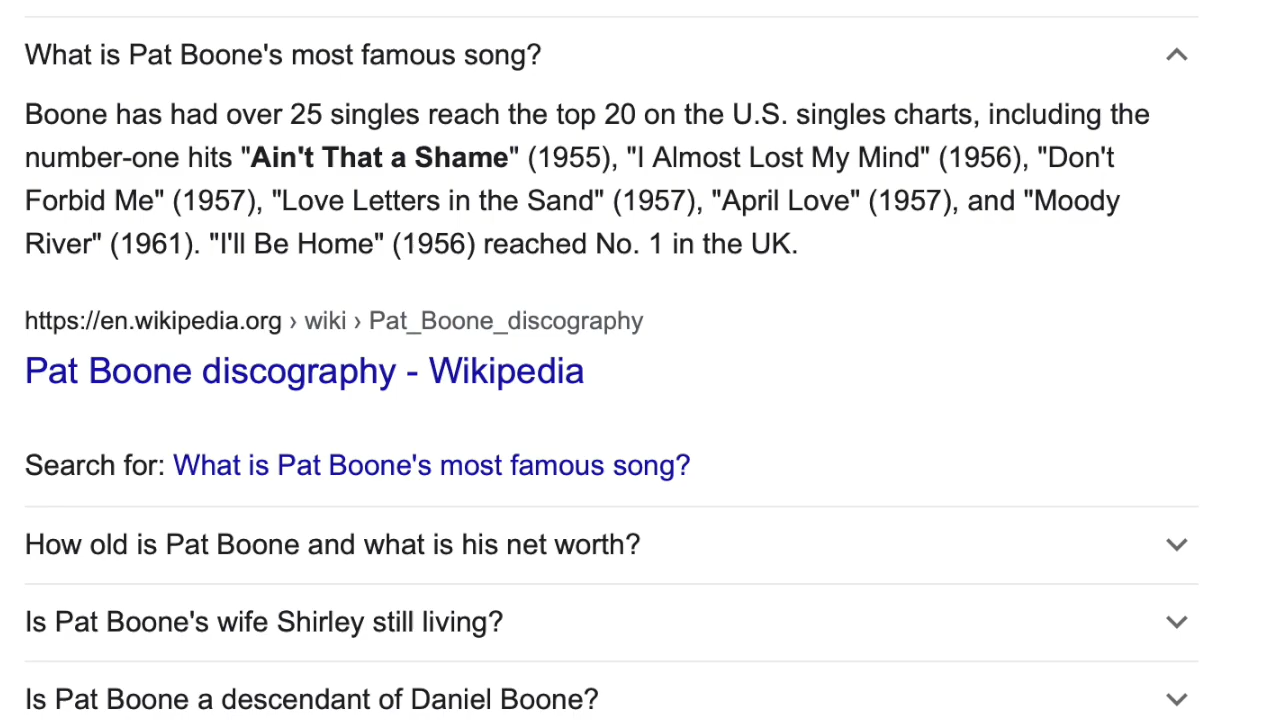 What is Pat Boone's most famous song?
Boone has had over 25 singles reach the top 20 on the U.S. singles charts, including the
number-one hits "Ain't That a Shame" (1955), "I Almost Lost My Mind" (1956), "Don't
Forbid Me" (1957), "Love Letters in the Sand" (1957), "April Love" (1957), and "Moody
River" (1961). "I'll Be Home" (1956) reached No. 1 in the UK.
https://en.wikipedia.org › wiki › Pat_Boone_discography
Pat Boone discography - Wikipedia
Search for: What is Pat Boone's most famous song?
How old is Pat Boone and what is his net worth?
Is Pat Boone's wife Shirley still living?
Is Pat Boone a descendant of Daniel Boone?